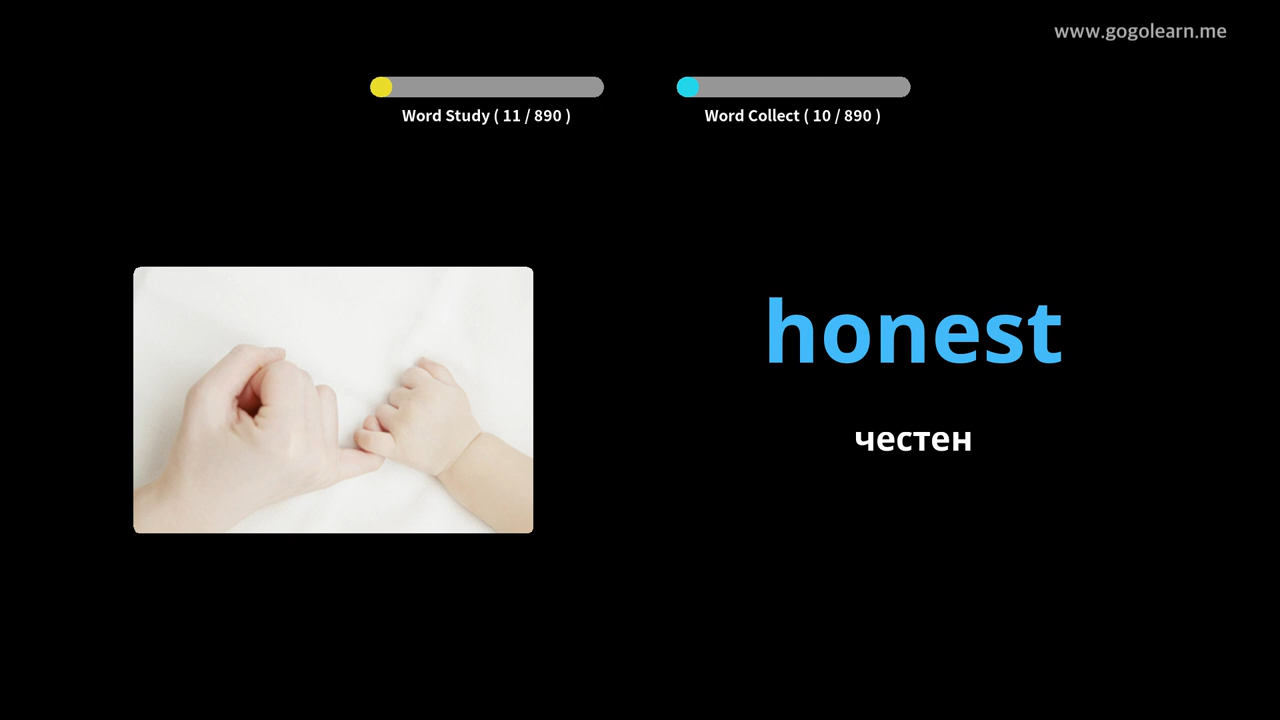 www.gogolearn.me
Word Study ( 11 / 890 )
Word Collect ( 10 / 890 )
honest
честен